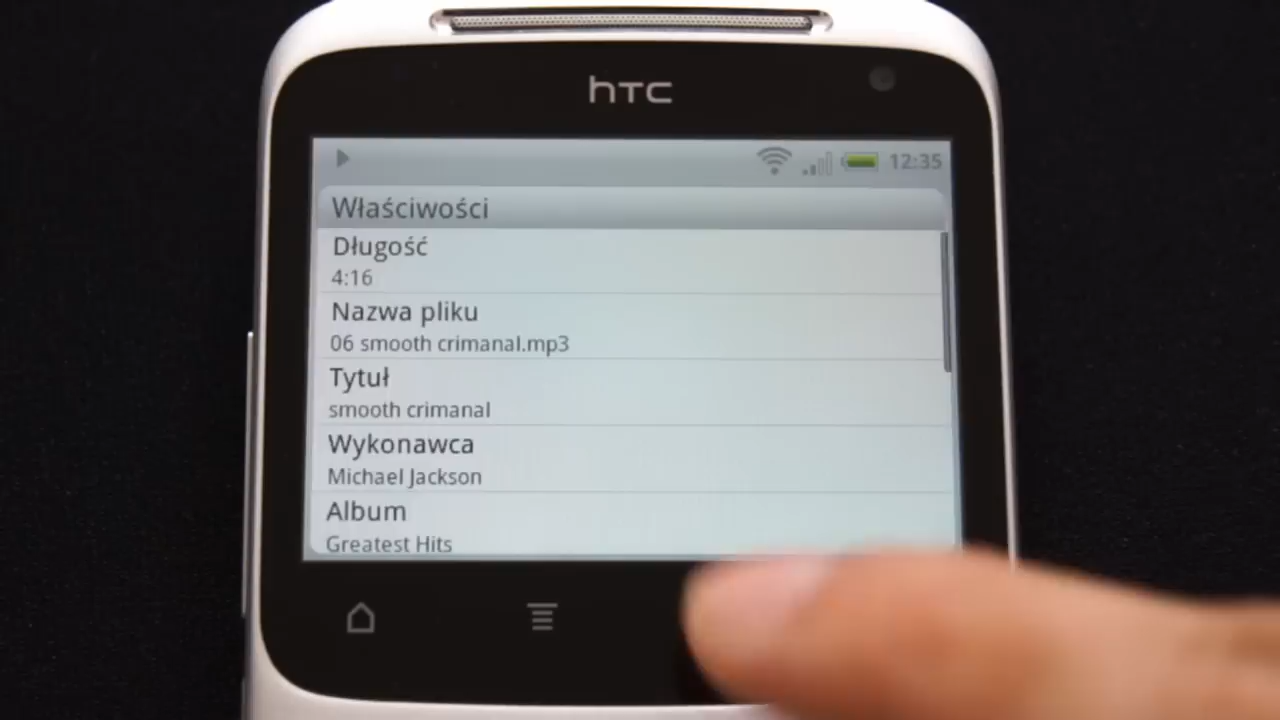 hTC
12:35
Właściwości
Długość
4:16
Nazwa pliku
06 smooth crimanal.mp3
Tytuł
smooth crimanal
Wykonawca
Michael Jackson
Album
Greatest Hits